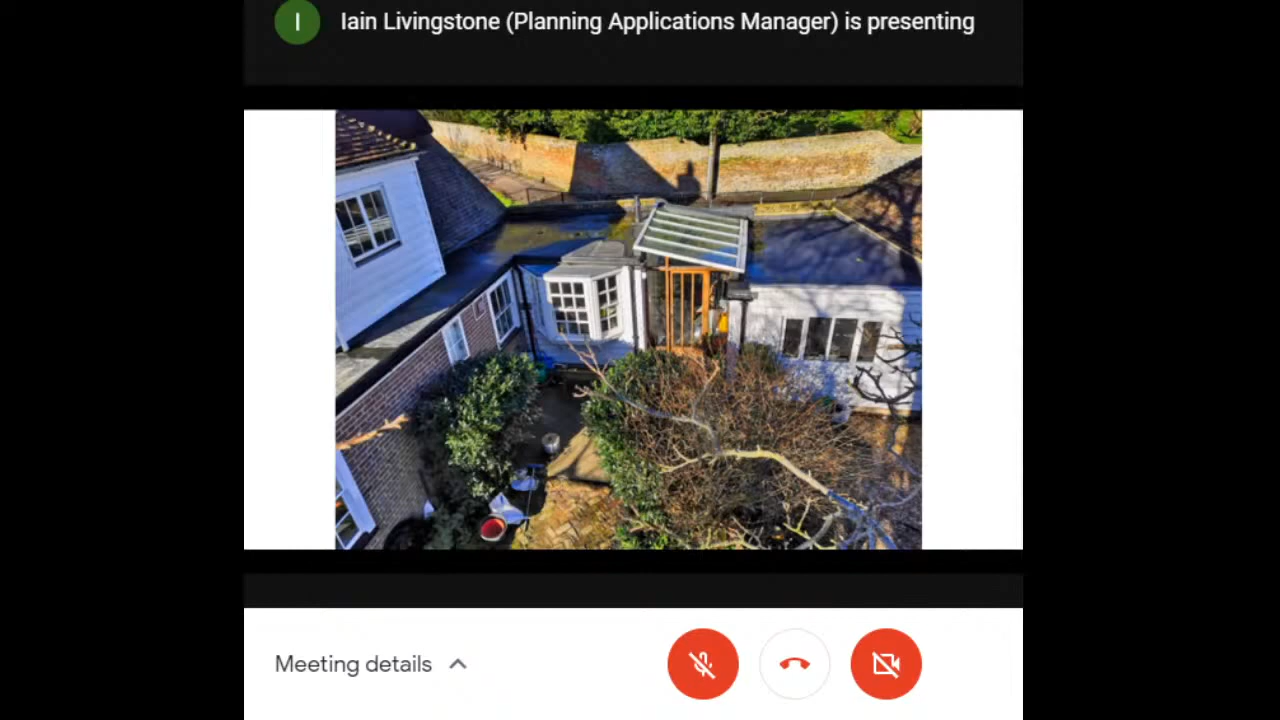 I
Iain Livingstone (Planning Applications Manager) is presenting
Meeting details